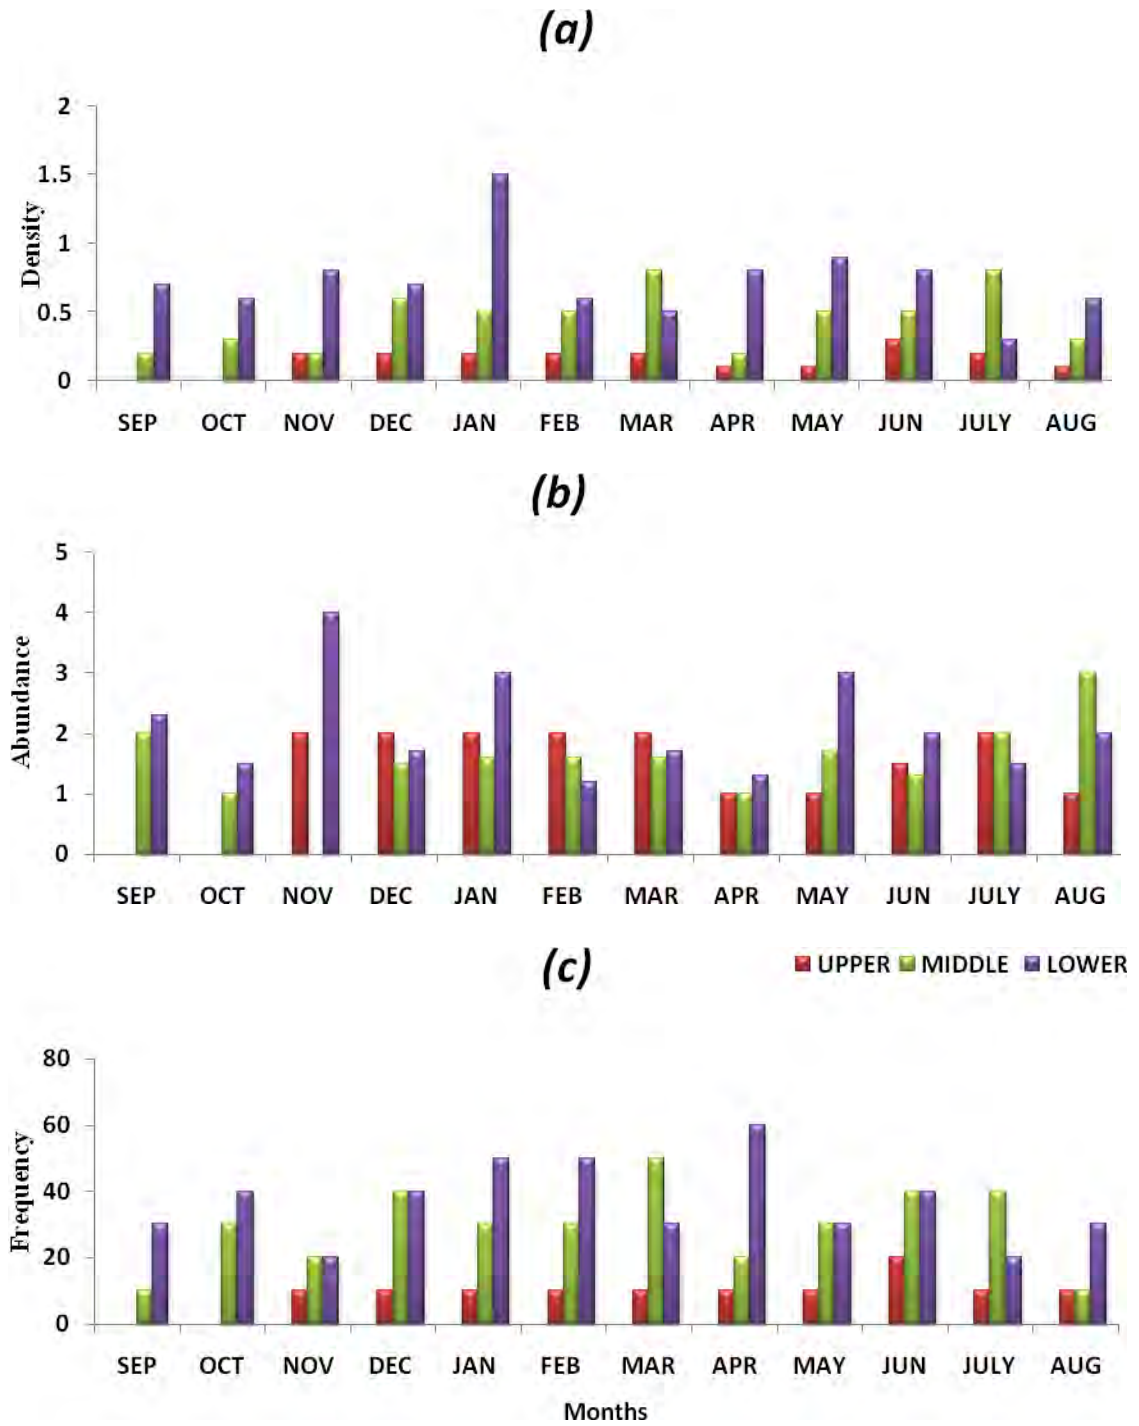 (a)
2
1.5
1
0.5
0
Density
SEP OCT NOV DEC JAN FEB MAR APR MAY JUN JULY AUG
(b)
5
4
3
2
1
0
Abundance
SEP OCT NOV DEC JAN FEB MAR APR MAY JUN JULY AUG
(c)
UPPER MIDDLE LOWER
80
60
40
20
0
Frequency
SEP OCT NOV DEC JAN FEB MAR APR MAY JUN JULY AUG
Months